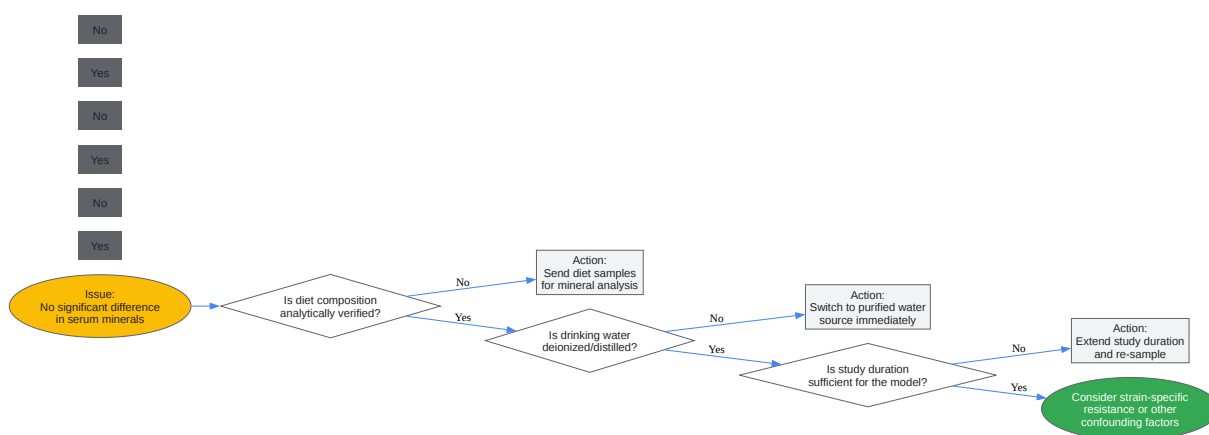 No
Yes
No
Yes
No
Yes
Issue:
No significant difference
in serum minerals
Is diet composition
analytically verified?
No
Yes
Action:
Send diet samples
for mineral analysis
Is drinking water
deionized/distilled?
No
Yes
Action:
Switch to purified water
source immediately
Is study duration
sufficient for the model?
No
Yes
Action:
Extend study duration
and re-sample
Consider strain-specific
resistance or other
confounding factors